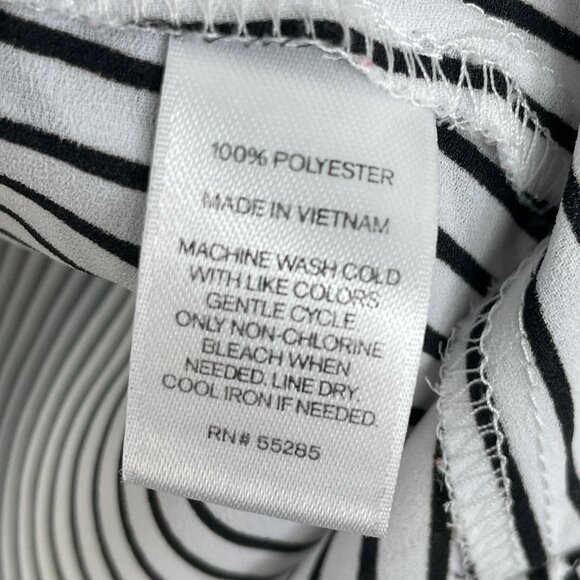 100% POLYESTER
MADE IN VIETNAM
MACHINE WASH COLD
WITH LIKE COLORS
GENTLE CYCLE
ONLY NON-CHLORINE
BLEACH WHEN
NEEDED. LINE DRY.
COOL IRON IF NEEDED.
RN# 55285